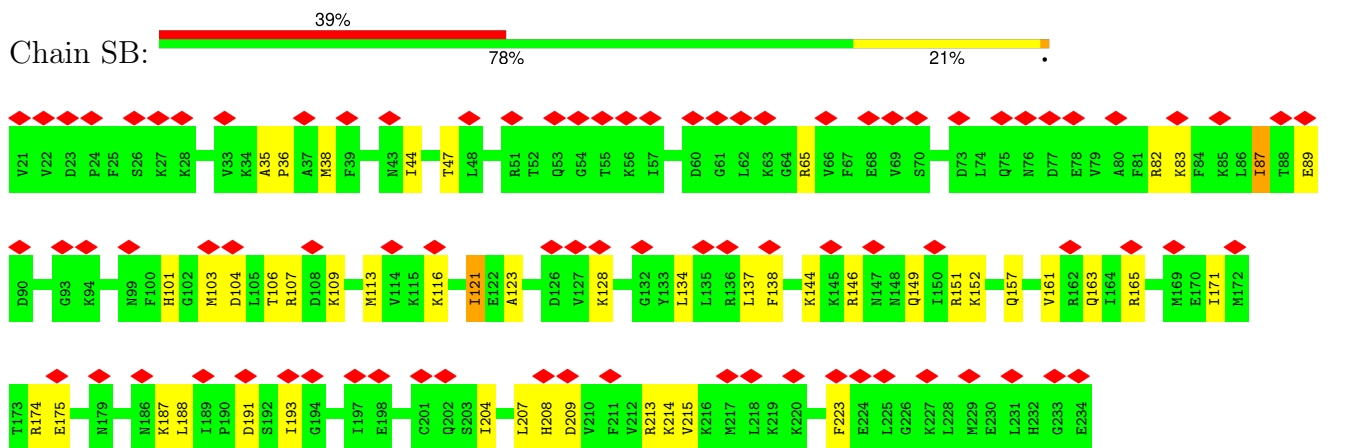 39%
Chain SB:
78% 21% •
V21 V22 D23 P24 F25 S26 K27 K28 V33 K34 A35 P36 A37 M38 F39 N43 I44 T47 L48 R51 T52 Q53 G54 T55 K56 I57 D60 G61 L62 K63 G64 R65 V66 F67 E68 V69 S70 D73 L74 Q75 N76 D77 E78 V79 A80 F81 R82 K83 F84 K85 L86 I87 T88 E89
D90 G93 K94 N99 F100 H101 G102 M103 D104 L105 T106 R107 D108 K109 M113 V114 K115 K116 I121 E122 A123 D126 V127 K128 G132 Y133 L134 L135 R136 L137 F138 K144 K145 R146 N147 N148 Q149 I150 R151 K152 Q157 V161 R162 Q163 I164 R165 M169 E170 I171 M172
T173 R174 E175 N179 N186 K187 L188 I189 P190 D191 S192 I193 G194 I197 E198 C201 Q202 S203 I204 L207 H208 D209 V210 F211 V212 R213 K214 V215 K216 M217 L218 K219 K220 F223 E224 L225 G226 K227 L228 M229 E230 L231 H232 G233 E234